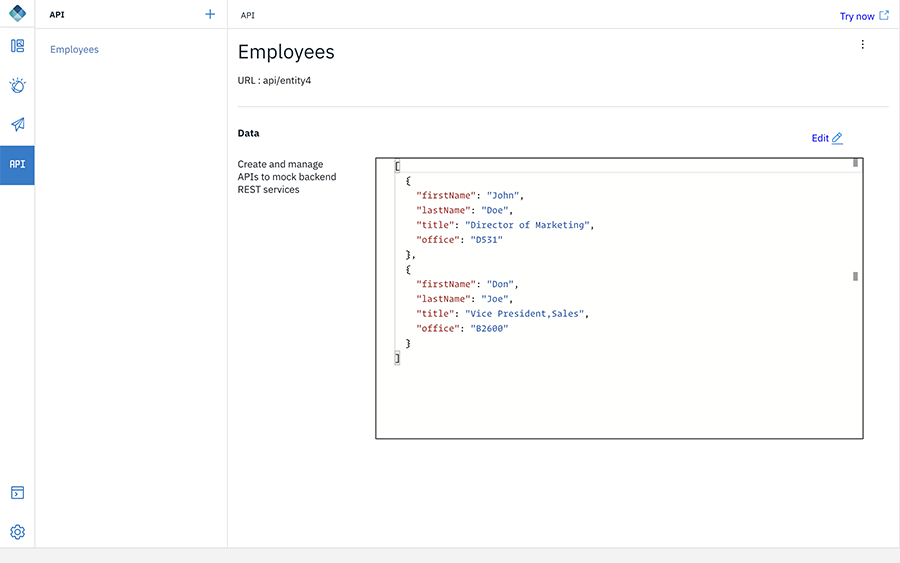 API
API
Try now
Employees
Employees
URL : api/entity4
Data
Edit
API
Create and manage
APIs to mock backend
REST services
[
{
"firstName": "John",
"lastName": "Doe",
"title": "Director of Marketing",
"office": "D531"
},
{
"firstName": "Don",
"lastName": "Joe",
"title": "Vice President,Sales",
"office": "B2600"
}
]